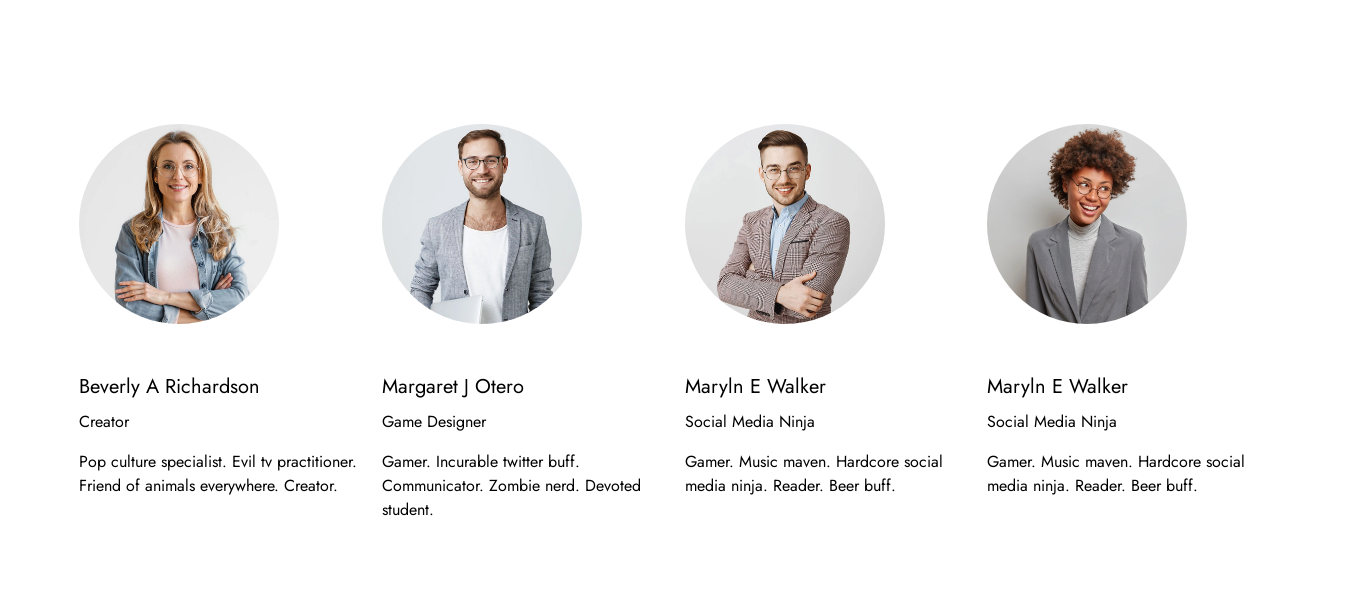 Beverly A Richardson
Creator
Pop culture specialist. Evil tv practitioner.
Friend of animals everywhere. Creator.
Margaret J Otero
Game Designer
Gamer. Incurable twitter buff.
Communicator. Zombie nerd. Devoted
student.
Maryln E Walker
Social Media Ninja
Gamer. Music maven. Hardcore social
media ninja. Reader. Beer buff.
Maryln E Walker
Social Media Ninja
Gamer. Music maven. Hardcore social
media ninja. Reader. Beer buff.